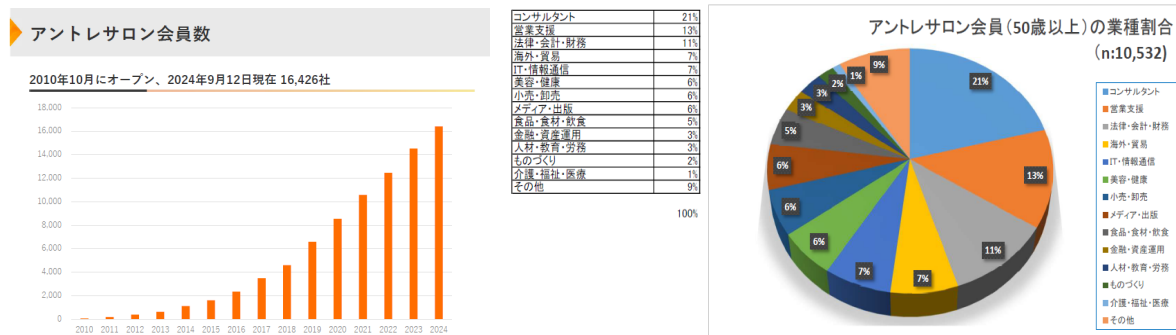 アントレサロン会員数
2010年10月にオープン、2024年9月12日現在 16,426社
18.000
16.000
14.000
12.000
10.000
8.000
6.000
4.000
2.000
0
2010 2011 2012 2013 2014 2015 2016 2017 2018 2019 2020 2021 2022 2023 2024
コンサルタント 21%
営業支援 13%
法律・会計・財務 11%
海外・貿易 7%
IT・情報通信 7%
美容・健康 6%
小売・卸売 6%
メディア・出版 6%
食品・食材・飲食 5%
金融・資産運用 3%
人材・教育・労務 3%
ものづくり 2%
介護・福祉・医療 1%
その他 9%
100%
アントレサロン会員(50歳以上)の業種割合
(n:10,532)
21%
13%
11%
7%
7%
6%
6%
6%
5%
3%
3%
2%
1%
9%
コンサルタント
営業支援
法律・会計・財務
海外・貿易
IT・情報通信
美容・健康
小売・卸売
メディア・出版
食品・食材・飲食
金融・資産運用
人材・教育・労務
ものづくり
介護・福祉・医療
その他